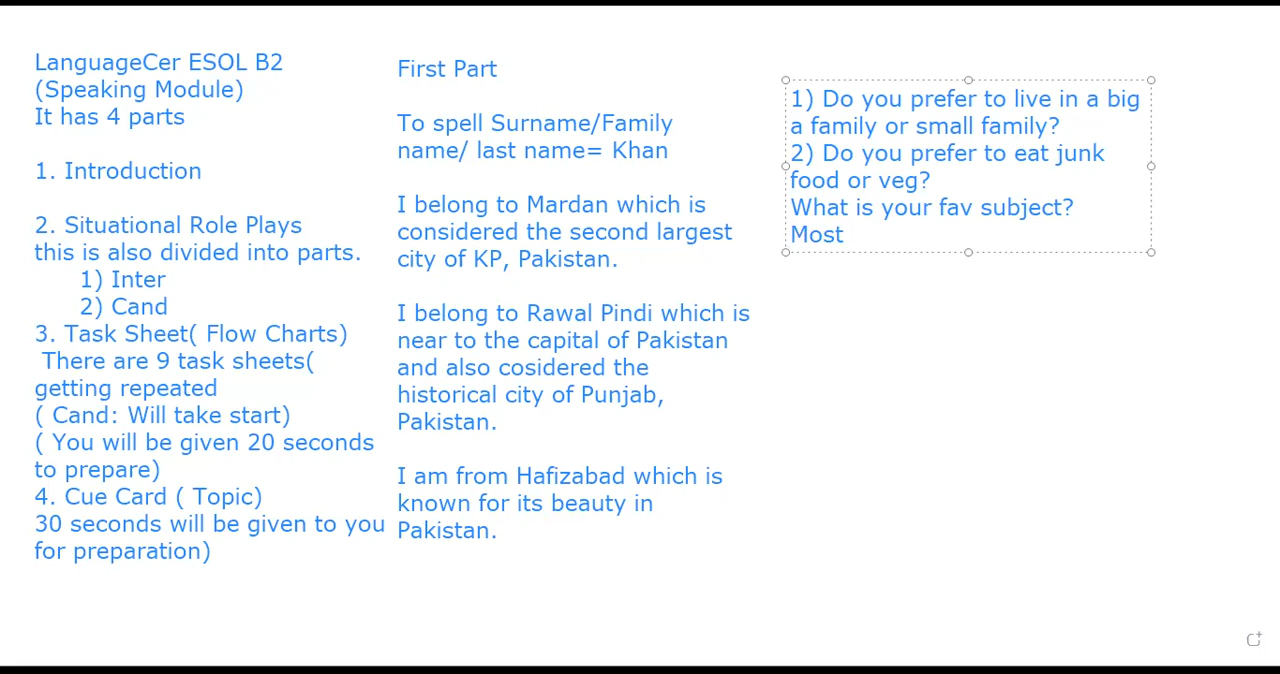 LanguageCer ESOL B2
(Speaking Module)
It has 4 parts
1. Introduction
2. Situational Role Plays
this is also divided into parts.
1) Inter
2) Cand
3. Task Sheet( Flow Charts)
There are 9 task sheets(
getting repeated
( Cand: Will take start)
( You will be given 20 seconds
to prepare)
4. Cue Card ( Topic)
30 seconds will be given to you
for preparation)
First Part
To spell Surname/Family
name/ last name= Khan
I belong to Mardan which is
considered the second largest
city of KP, Pakistan.
I belong to Rawal Pindi which is
near to the capital of Pakistan
and also cosidered the
historical city of Punjab,
Pakistan.
I am from Hafizabad which is
known for its beauty in
Pakistan.
1) Do you prefer to live in a big
a family or small family?
2) Do you prefer to eat junk
food or veg?
What is your fav subject?
Most